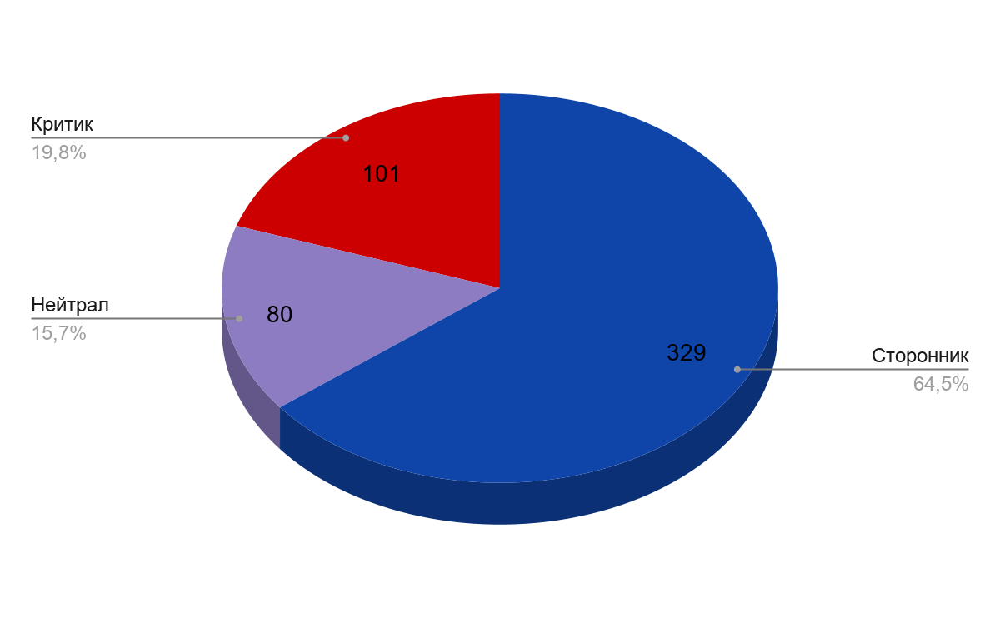 Критик
19,8%
101
Нейтрал
15,7%
80
329
Сторонник
64,5%